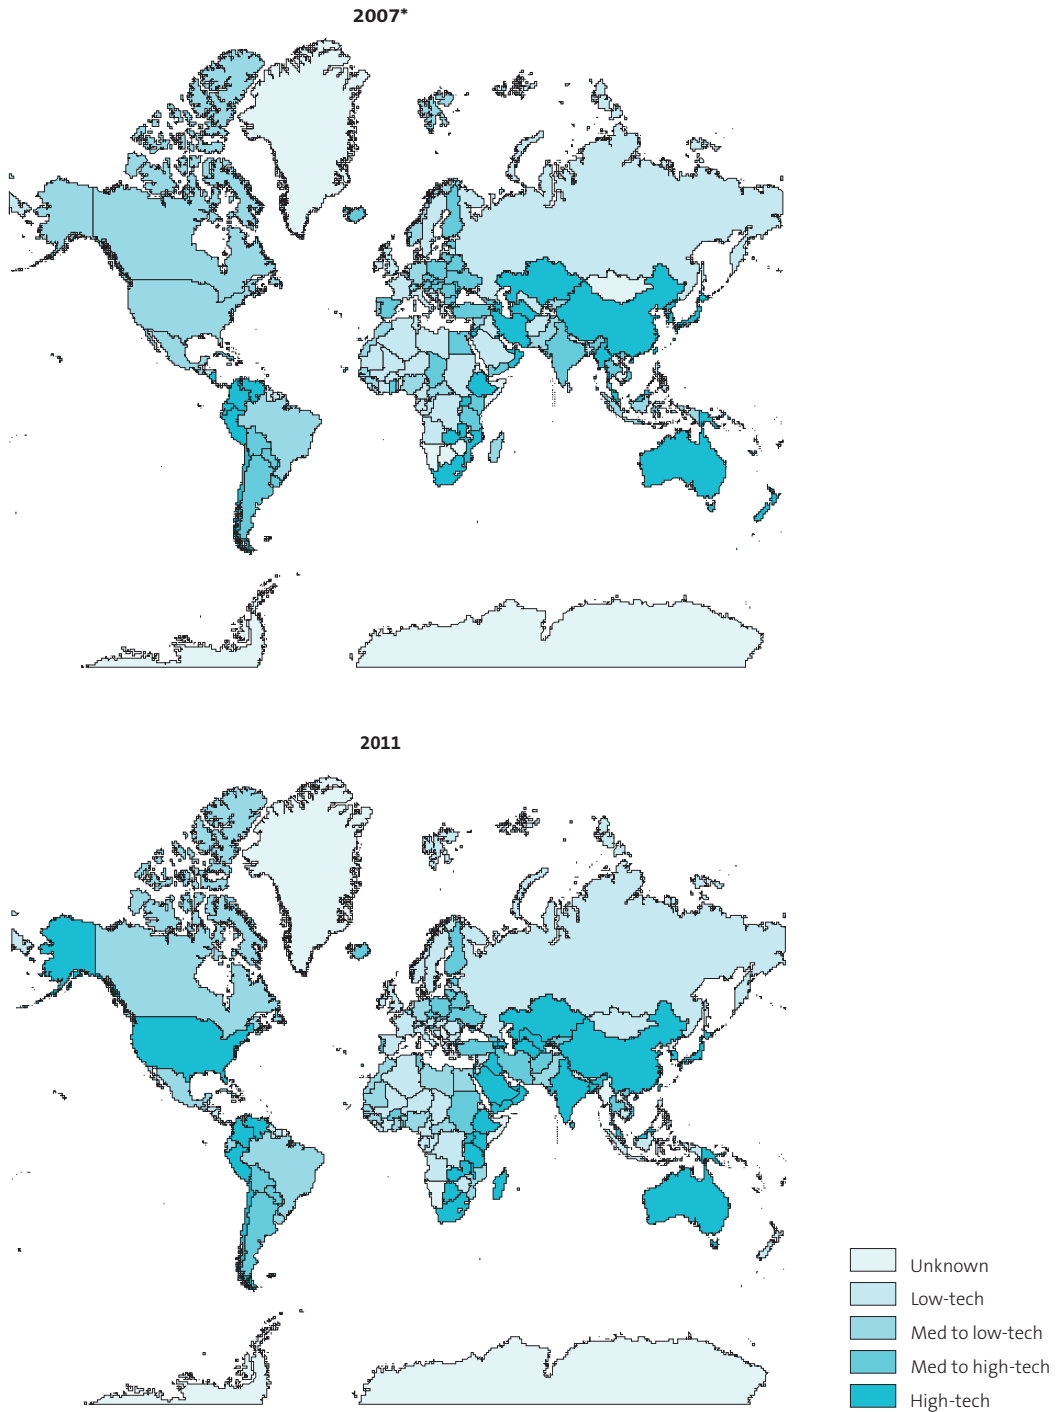 2007*
2011
Unknown
Low-tech
Med to low-tech
Med to high-tech
High-tech